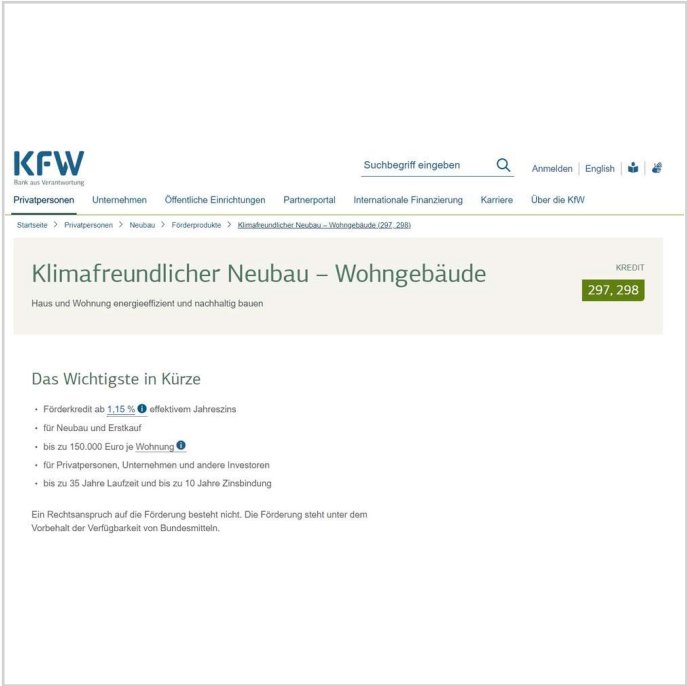 KFW
Bank aus Verantwortung
Suchbegriff eingeben
Anmelden English
Privatpersonen Unternehmen Öffentliche Einrichtungen Partnerportal Internationale Finanzierung Karriere Über die KfW
Startseite > Privatpersonen > Neubau > Förderprodukte > Klimafreundlicher Neubau – Wohngebäude (297, 298)
Klimafreundlicher Neubau – Wohngebäude
KREDIT
297, 298
Haus und Wohnung energieeffizient und nachhaltig bauen
Das Wichtigste in Kürze
• Förderkredit ab 1,15 % i effektivem Jahreszins
• für Neubau und Erstkauf
• bis zu 150.000 Euro je Wohnung i
• für Privatpersonen, Unternehmen und andere Investoren
• bis zu 35 Jahre Laufzeit und bis zu 10 Jahre Zinsbindung
Ein Rechtsanspruch auf die Förderung besteht nicht. Die Förderung steht unter dem
Vorbehalt der Verfügbarkeit von Bundesmitteln.